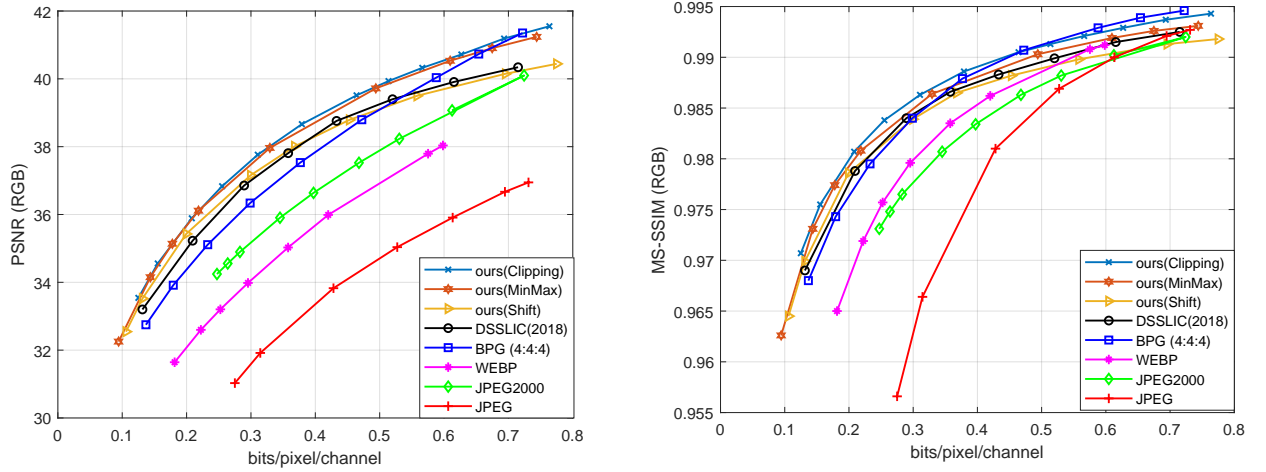 PSNR (RGB)
42
40
38
36
34
32
30
0 0.1 0.2 0.3 0.4 0.5 0.6 0.7 0.8
bits/pixel/channel
ours(Clipping)
ours(MinMax)
ours(Shift)
DSSLIC(2018)
BPG (4:4:4)
WEBP
JPEG2000
JPEG
MS-SSIM (RGB)
0.995
0.99
0.985
0.98
0.975
0.97
0.965
0.96
0.955
0 0.1 0.2 0.3 0.4 0.5 0.6 0.7 0.8
bits/pixel/channel
ours(Clipping)
ours(MinMax)
ours(Shift)
DSSLIC(2018)
BPG (4:4:4)
WEBP
JPEG2000
JPEG